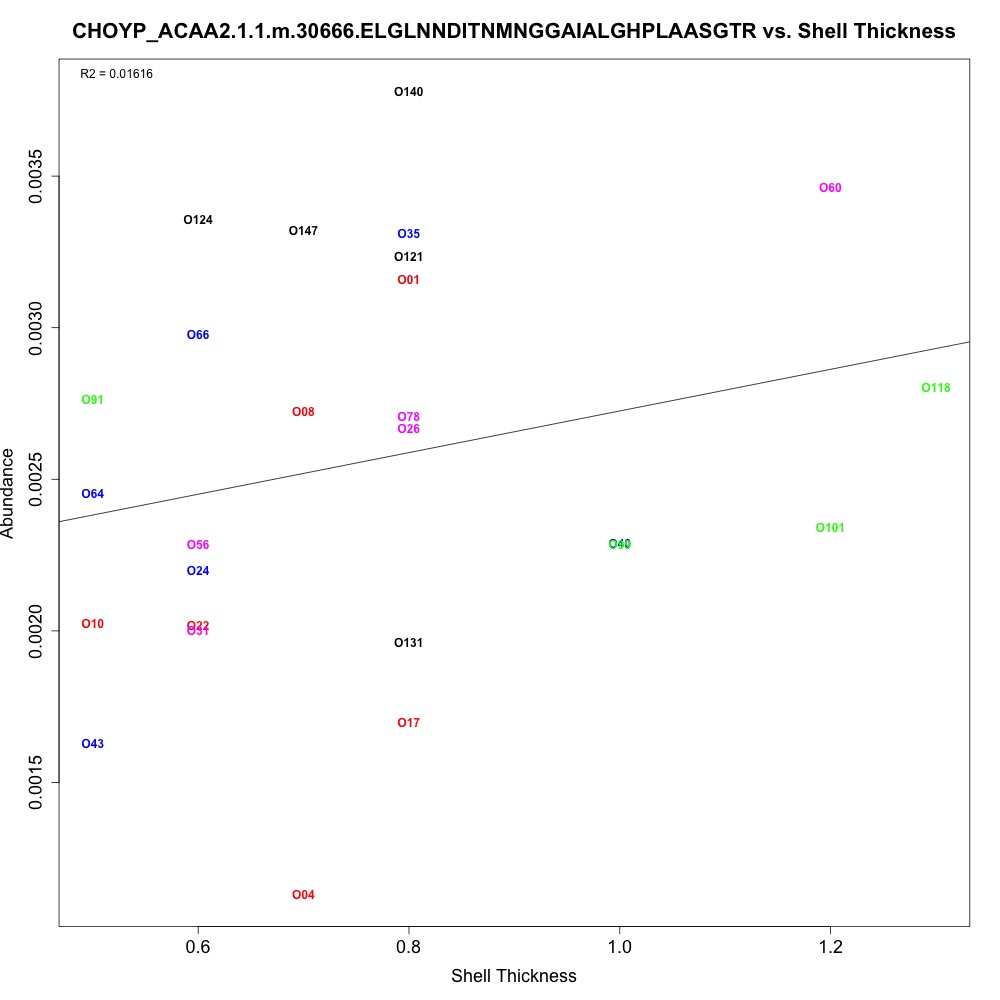 CHOYP_ACAA2.1.1.m.30666.ELGLNNDITNMNGGAIALGHPLAASGTR vs. Shell Thickness
R2 = 0.01616
O140
0.0035
O60
O124
O147
O35
O121
O01
0.0030
O66
O118
O91
O08
O78
O26
0.0025
O64
Abundance
O101
O56
O24
O10
O22
O31
0.0020
O131
O17
O43
0.0015
O04
0.6 0.8 1.0 1.2
Shell Thickness